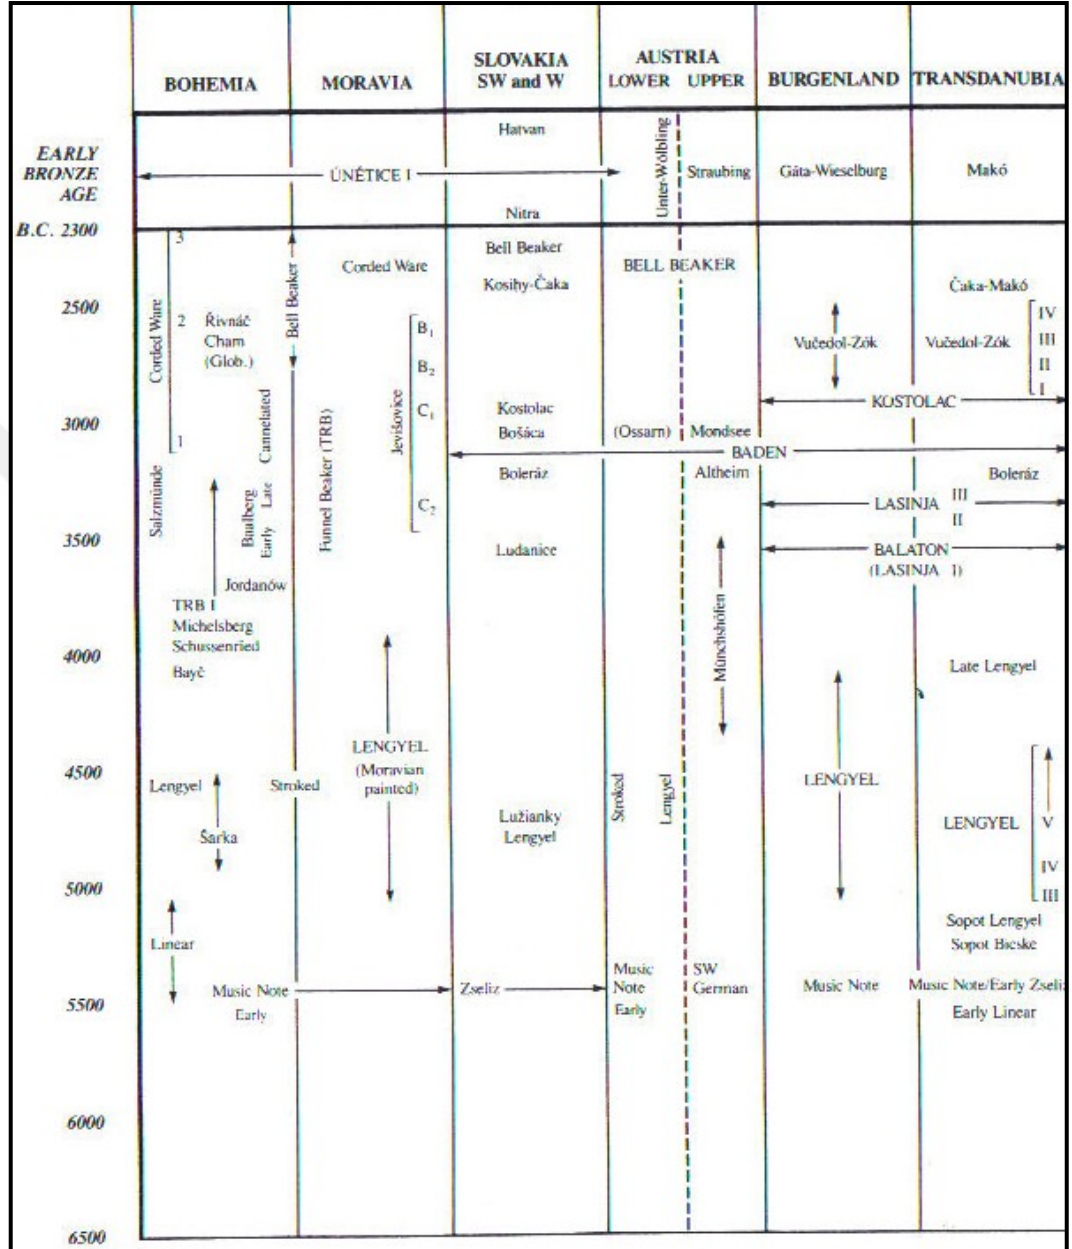 BOHEMIA
MORAVIA
SLOVAKIA
SW and W
AUSTRIA
LOWER UPPER
BURGENLAND
TRANSDANUBIA
EARLY
BRONZE
AGE
B.C. 2300
2500
3000
3500
4000
4500
5000
5500
6000
6500
Hatvan
ÚNĚTICE I
Nitra
Unter-Wölbling
Straubing
Gáta-Wieselburg
Makó
3
2
1
Corded Ware
Řivnáč
Cham
(Glob.)
Bell Beaker
Corded Ware
Bell Beaker
Kosihy-Čaka
BELL BEAKER
Čaka-Makó
Vučedol-Zók
Vučedol-Zók
IV
III
II
I
B₁
B₂
C₁
C₂
Jevišovice
Funnel Beaker (TRB)
Cannelated
Baalberg
Early Late
Salzmünde
Kostolac
Bošáca
(Ossarn)
Mondsee
KOSTOLAC
BADEN
Boleráz
Altheim
Boleráz
LASINJA III
II
Ludanice
BALATON
(LASINJA I)
Jordanów
TRB I
Michelsberg
Schussenried
Bayč
Münchshöfen
Late Lengyel
LENGYEL
(Moravian
painted)
Lengyel
Stroked
Šarka
Lužianky
Lengyel
Stroked
Lengyel
LENGYEL
LENGYEL
V
IV
III
Linear
Sopot Lengyel
Sopot Bicske
Music Note
Early
Zseliz
Music
Note
Early
SW
German
Music Note
Music Note/Early Zseliz
Early Linear